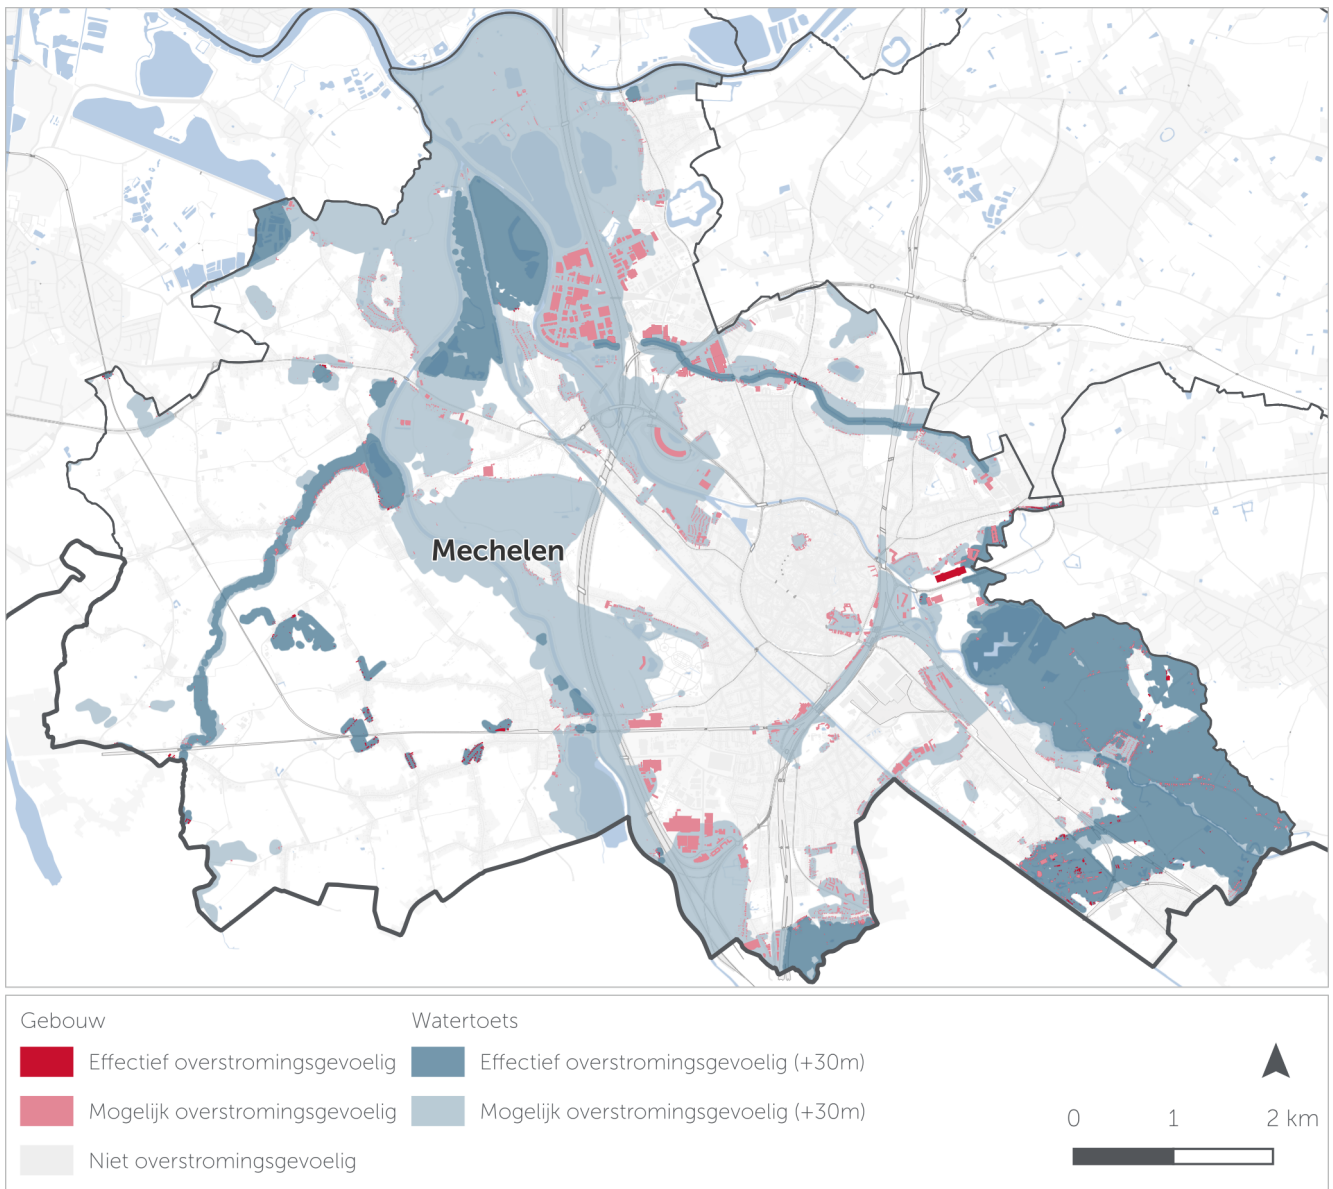 Mechelen
Gebouw
Effectief overstromingsgevoelig
Mogelijk overstromingsgevoelig
Niet overstromingsgevoelig
Watertoets
Effectief overstromingsgevoelig (+30m)
Mogelijk overstromingsgevoelig (+30m)
0 1 2 km